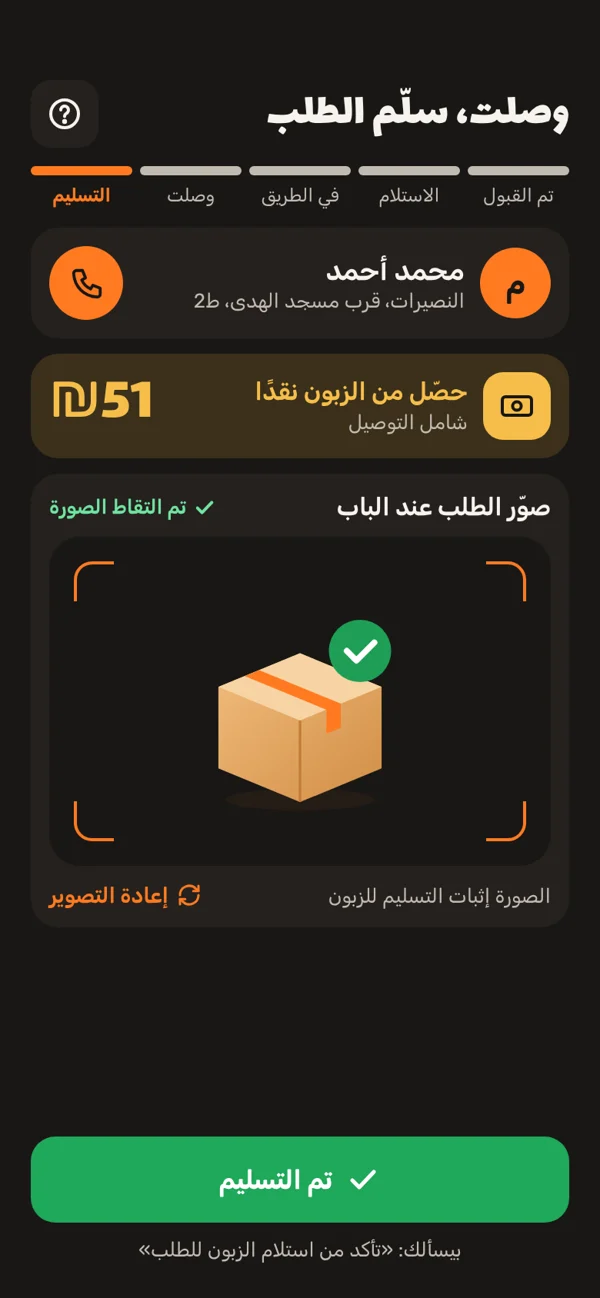 وصلت، سلّم الطلب
تم القبول
الاستلام
في الطريق
وصلت
التسليم
م
محمد أحمد
النصيرات، قرب مسجد الهدى، ط2
حصّل من الزبون نقدًا
شامل التوصيل
₪51
صوّر الطلب عند الباب
تم التقاط الصورة
الصورة إثبات التسليم للزبون
إعادة التصوير
تم التسليم
بيسألك: «تأكد من استلام الزبون للطلب»